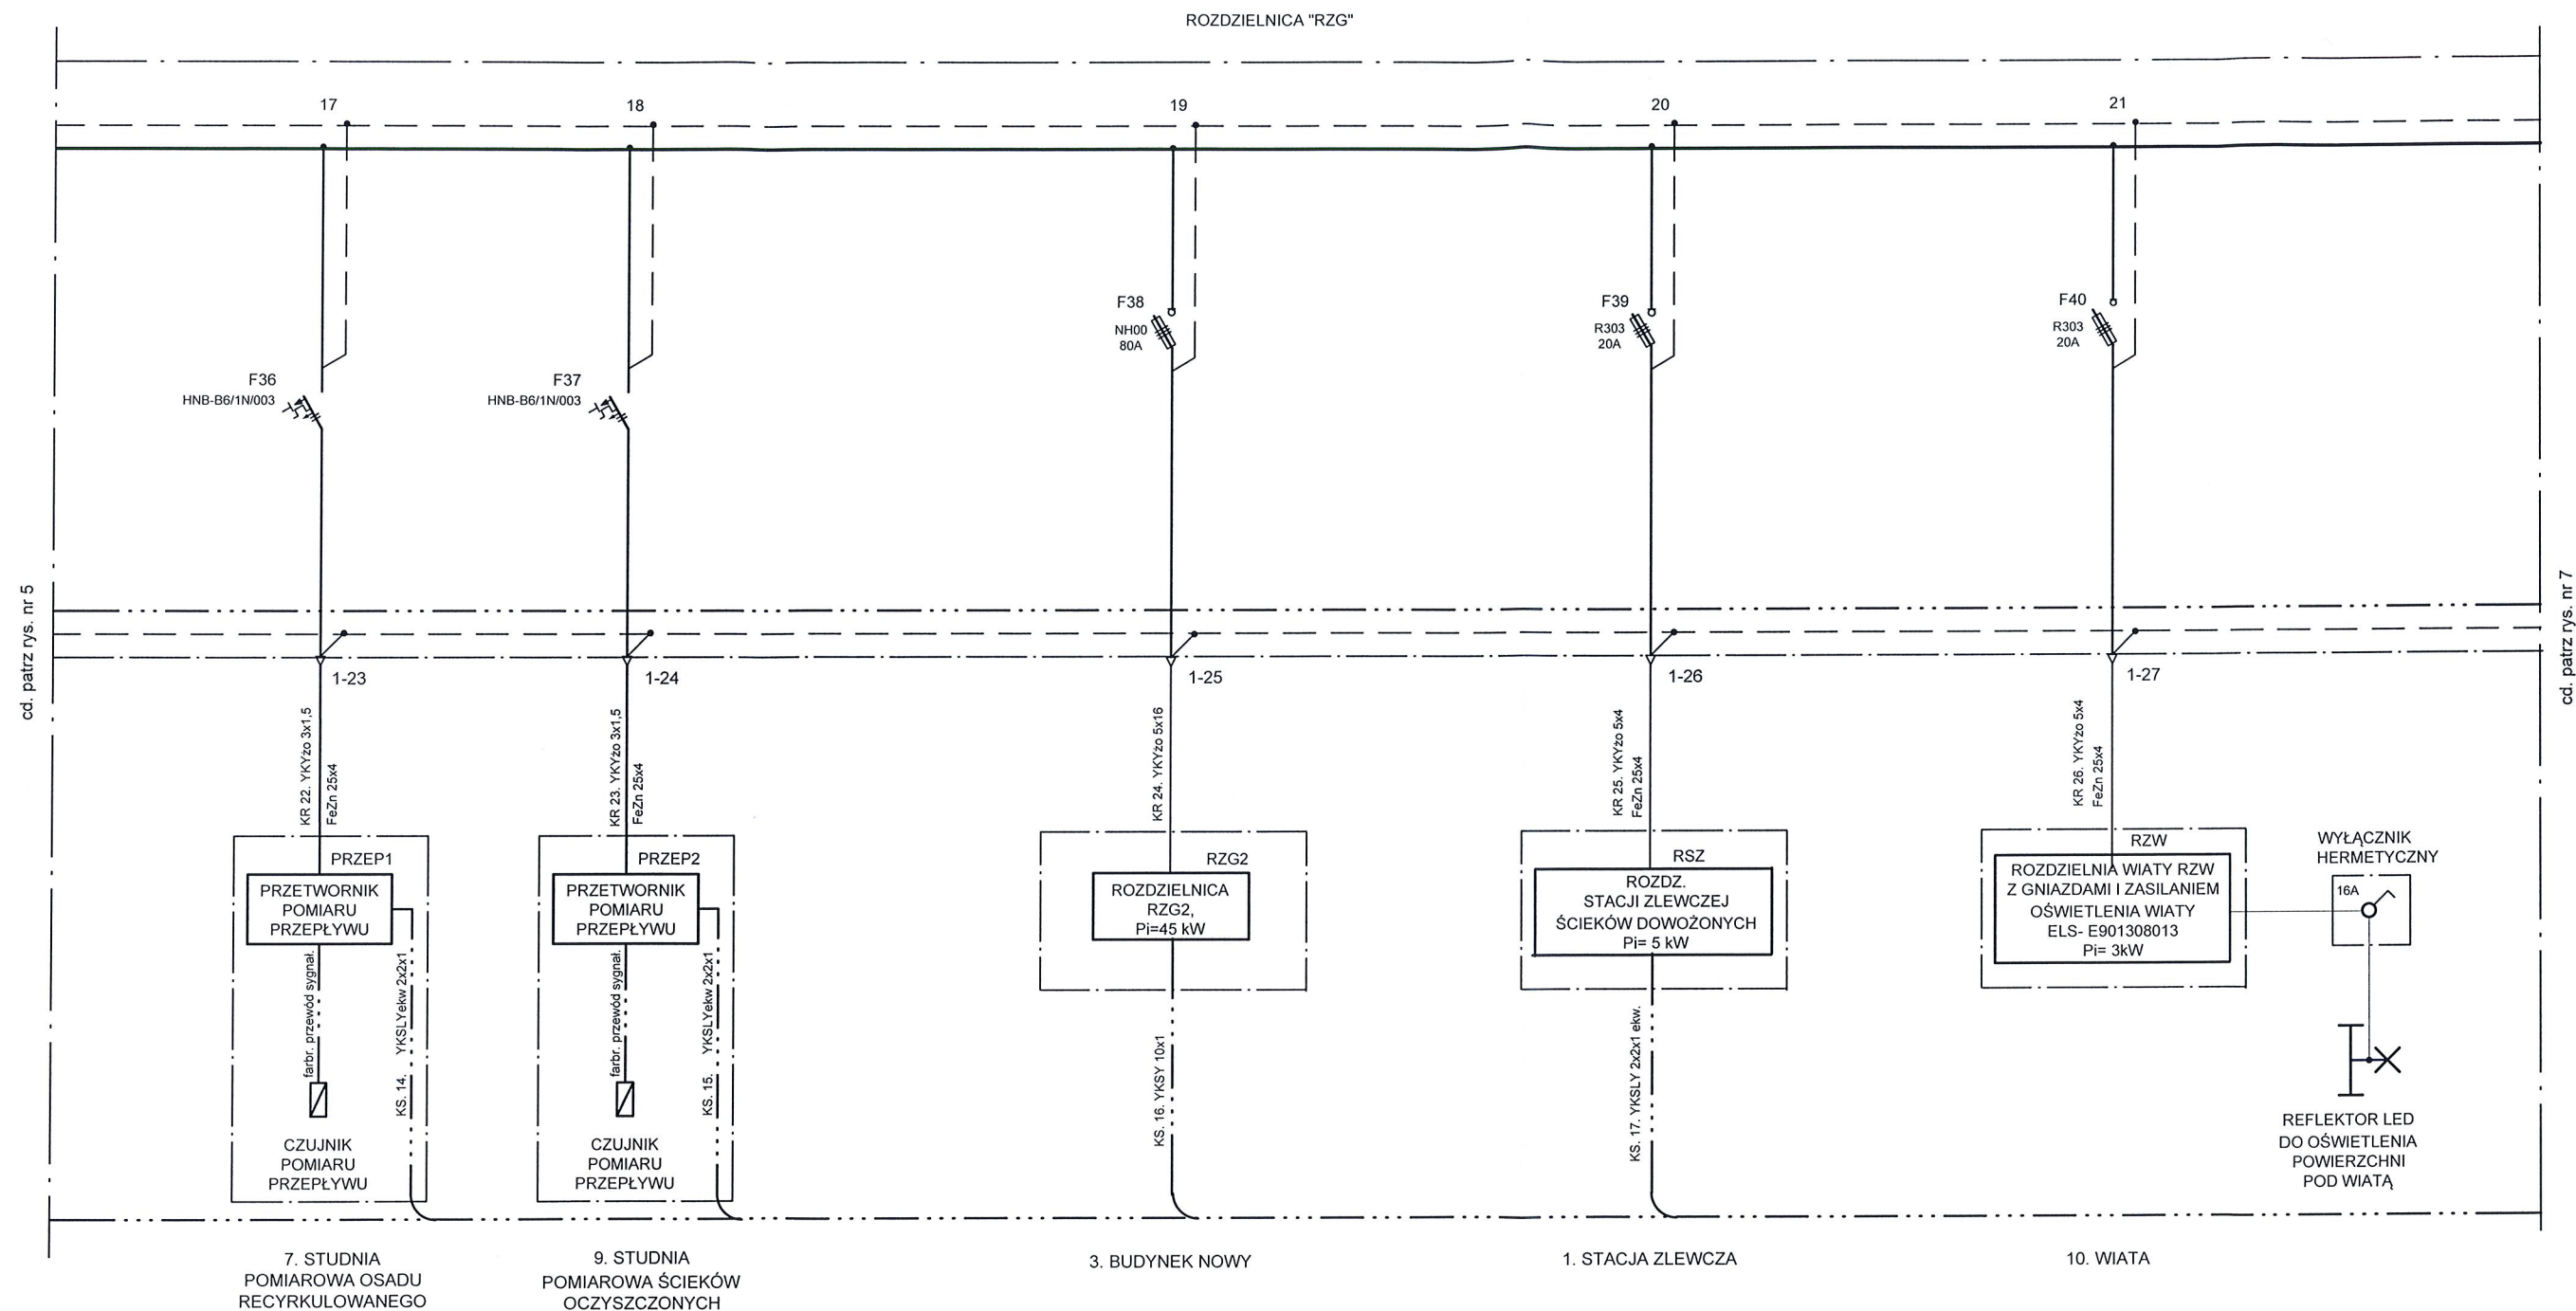 ROZDZIELNICA "RZG"
17
18
19
20
21
F36
HNB-B6/1N/003
F37
HNB-B6/1N/003
F38
NH00
80A
F39
R303
20A
F40
R303
20A
cd. patrz rys. nr 5
cd. patrz rys. nr 7
1-23
1-24
1-25
1-26
1-27
KR 22. YKYżo 3x1,5
FeZn 25x4
KR 23. YKYżo 3x1,5
FeZn 25x4
KR 24. YKYżo 5x16
KR 25. YKYżo 5x4
FeZn 25x4
KR 26. YKYżo 5x4
FeZn 25x4
PRZEP1
PRZETWORNIK
POMIARU
PRZEPŁYWU
farbr. przewód sygnał.
KS. 14. YKSLYekw 2x2x1
CZUJNIK
POMIARU
PRZEPŁYWU
PRZEP2
PRZETWORNIK
POMIARU
PRZEPŁYWU
farbr. przewód sygnał.
KS. 15. YKSLYekw 2x2x1
CZUJNIK
POMIARU
PRZEPŁYWU
RZG2
ROZDZIELNICA
RZG2,
Pi=45 kW
KS. 16. YKSY 10x1
RSZ
ROZDZ.
STACJI ZLEWCZEJ
ŚCIEKÓW DOWOŻONYCH
Pi= 5 kW
KS. 17. YKSLY 2x2x1 ekw.
RZW
ROZDZIELNIA WIATY RZW
Z GNIAZDAMI I ZASILANIEM
OŚWIETLENIA WIATY
ELS- E901308013
Pi= 3kW
WYŁĄCZNIK
HERMETYCZNY
16A
REFLEKTOR LED
DO OŚWIETLENIA
POWIERZCHNI
POD WIATĄ
7. STUDNIA
POMIAROWA OSADU
RECYRKULOWANEGO
9. STUDNIA
POMIAROWA ŚCIEKÓW
OCZYSZCZONYCH
3. BUDYNEK NOWY
1. STACJA ZLEWCZA
10. WIATA